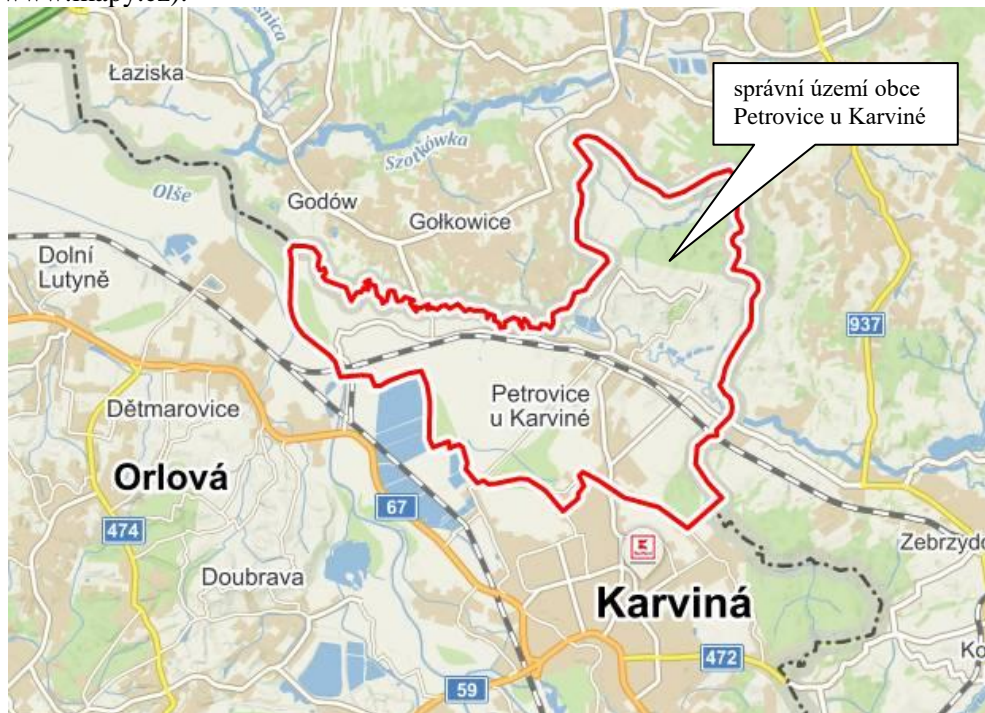 správní území obce
Petrovice u Karviné
Łaziska
Szotkówka
Olše
Godów
Gołkowice
Dolní
Lutyně
937
Petrovice
u Karviné
Dětmarovice
Orlová
67
474
Doubrava
Karviná
472
59